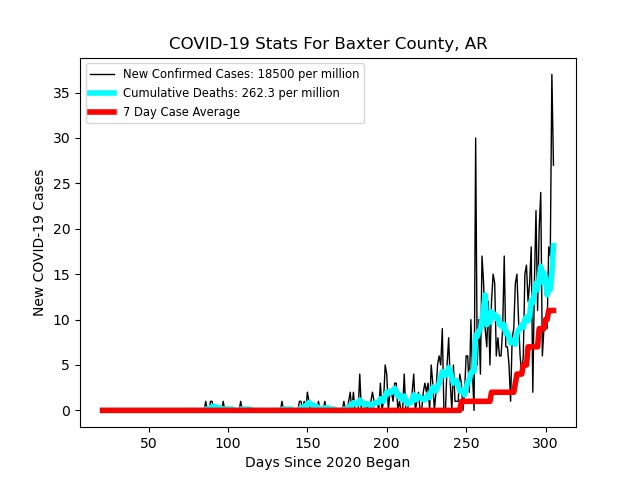 COVID-19 Stats For Baxter County, AR
New Confirmed Cases: 18500 per million
Cumulative Deaths: 262.3 per million
7 Day Case Average
New COVID-19 Cases
35
30
25
20
15
10
5
0
50 100 150 200 250 300
Days Since 2020 Began